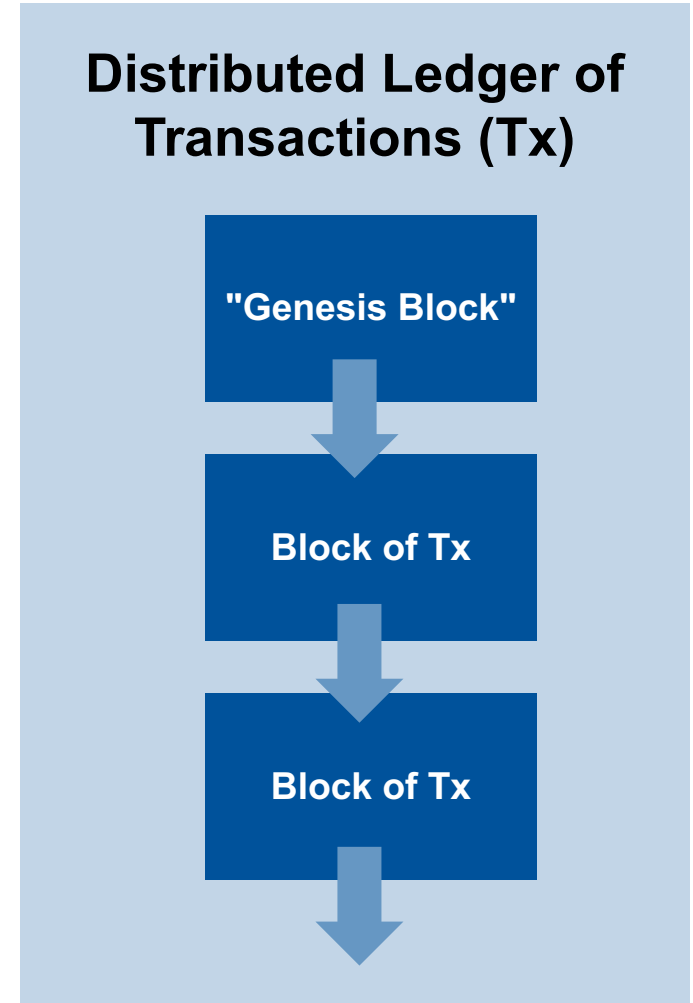 Distributed Ledger of
Transactions (Tx)
"Genesis Block"
Block of Tx
Block of Tx